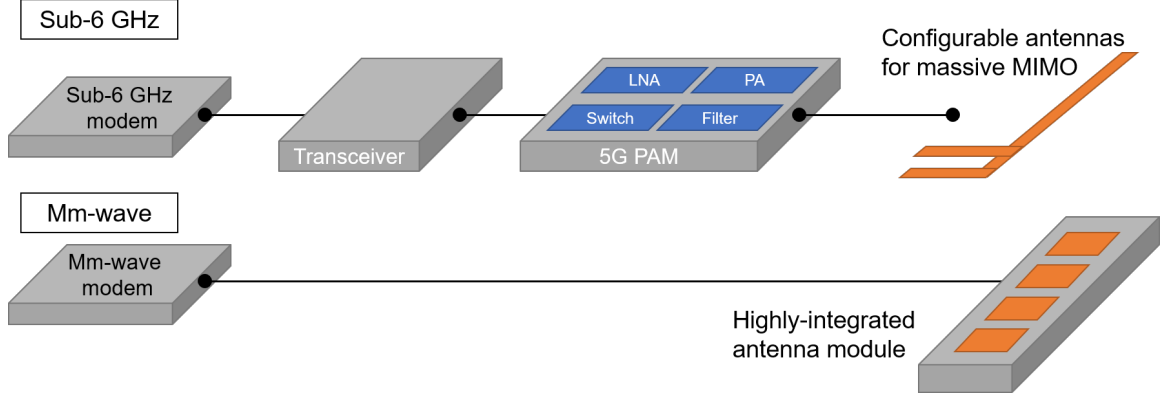 Sub-6 GHz
Sub-6 GHz
modem
Transceiver
LNA
PA
Switch
Filter
5G PAM
Configurable antennas
for massive MIMO
Mm-wave
Mm-wave
modem
Highly-integrated
antenna module